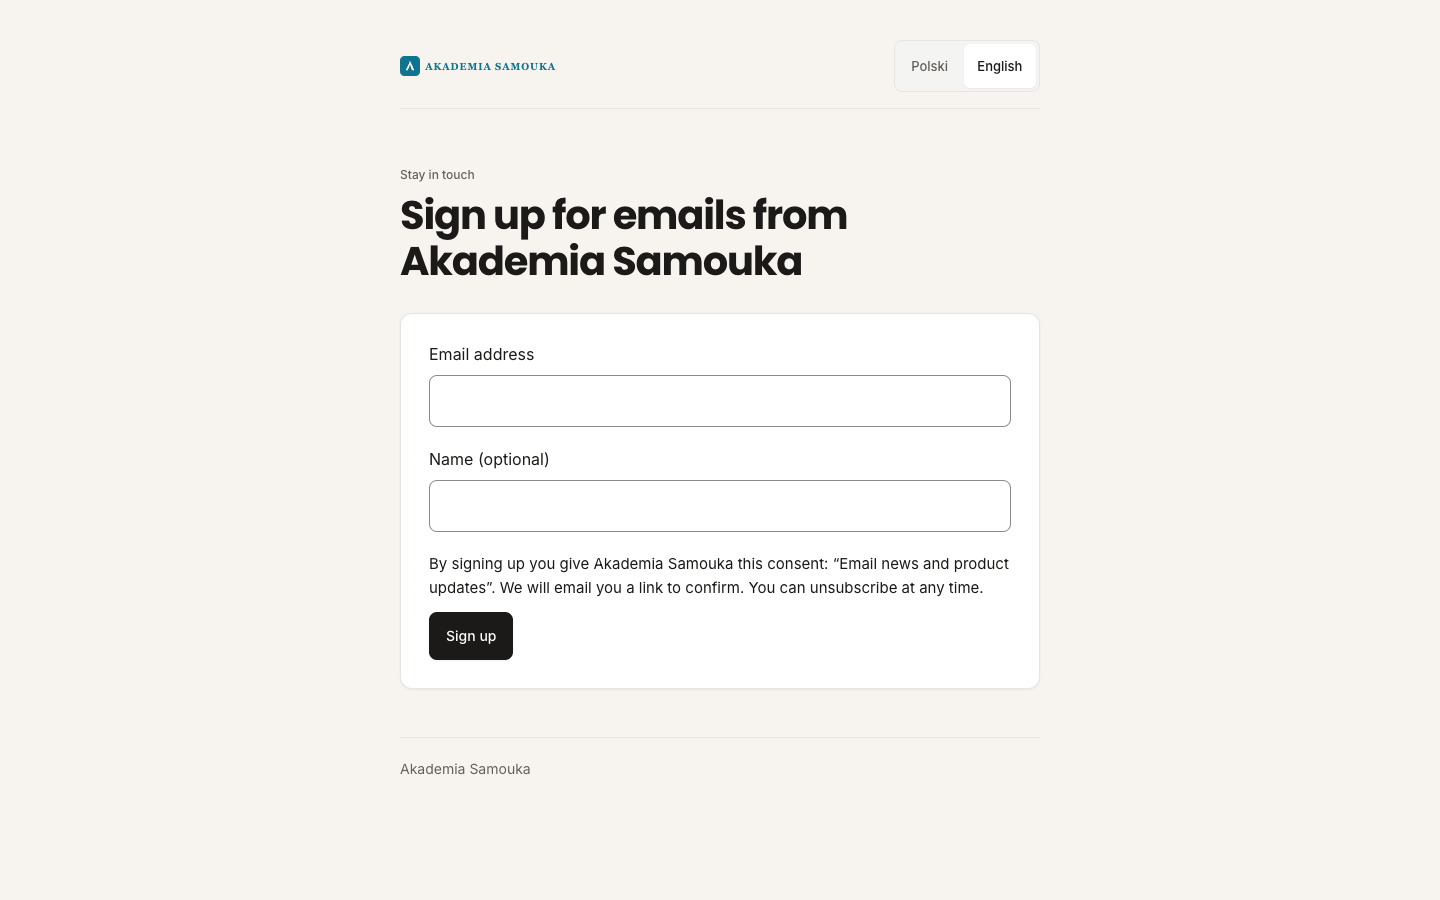 AKADEMIA SAMOUKA
Polski
English
Stay in touch
Sign up for emails from
Akademia Samouka
Email address
Name (optional)
By signing up you give Akademia Samouka this consent: “Email news and product
updates”. We will email you a link to confirm. You can unsubscribe at any time.
Sign up
Akademia Samouka